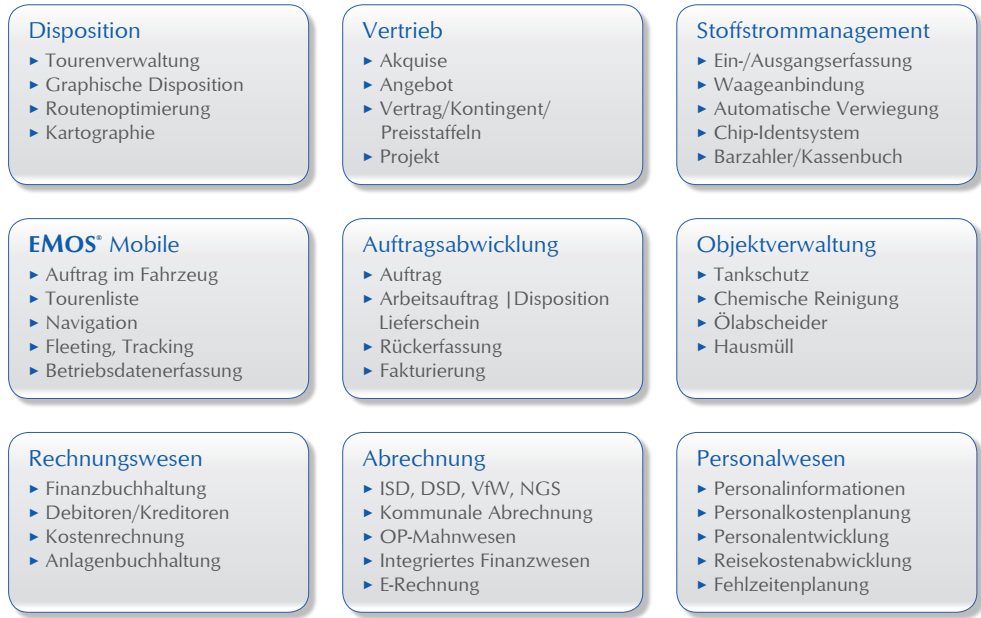 Disposition
► Tourenverwaltung
► Graphische Disposition
► Routenoptimierung
► Kartographie
Vertrieb
► Akquise
► Angebot
► Vertrag/Kontingent/
Preisstaffeln
► Projekt
Stoffstrommanagement
► Ein-/Ausgangserfassung
► Waageanbindung
► Automatische Verwiegung
► Chip-Identsystem
► Barzahler/Kassenbuch
EMOS® Mobile
► Auftrag im Fahrzeug
► Tourenliste
► Navigation
► Fleeting, Tracking
► Betriebsdatenerfassung
Auftragsabwicklung
► Auftrag
► Arbeitsauftrag |Disposition
Lieferschein
► Rückerfassung
► Fakturierung
Objektverwaltung
► Tankschutz
► Chemische Reinigung
► Ölabscheider
► Hausmüll
Rechnungswesen
► Finanzbuchhaltung
► Debitoren/Kreditoren
► Kostenrechnung
► Anlagenbuchhaltung
Abrechnung
► ISD, DSD, VfW, NGS
► Kommunale Abrechnung
► OP-Mahnwesen
► Integriertes Finanzwesen
► E-Rechnung
Personalwesen
► Personalinformationen
► Personalkostenplanung
► Personalentwicklung
► Reisekostenabwicklung
► Fehlzeitenplanung